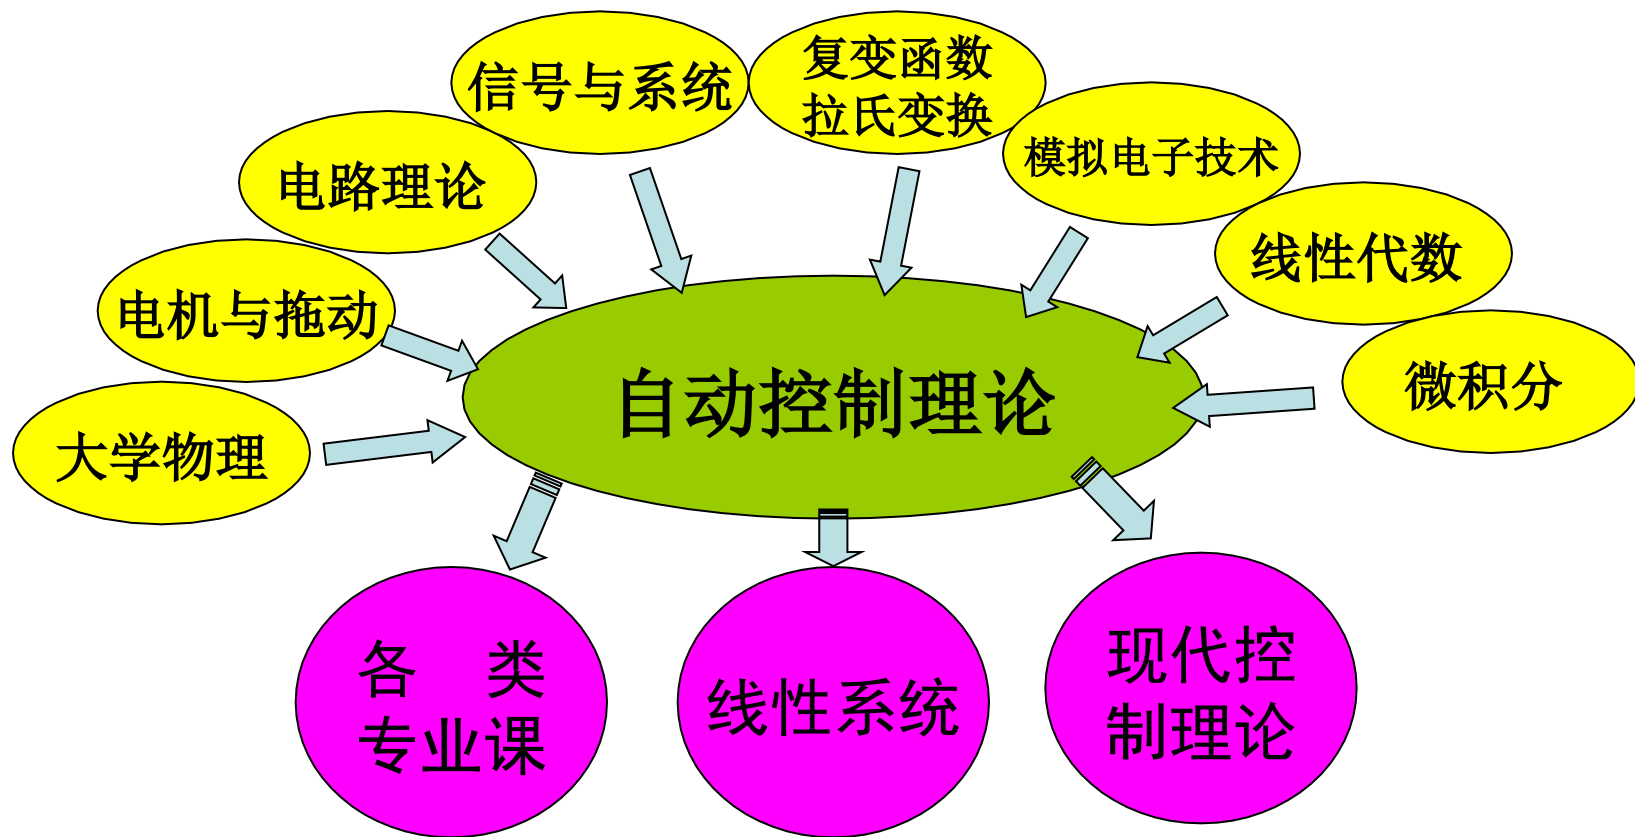 信号与系统
复变函数
拉氏变换
模拟电子技术
电路理论
线性代数
电机与拖动
微积分
自动控制理论
大学物理
各 类
专业课
线性系统
现代控
制理论